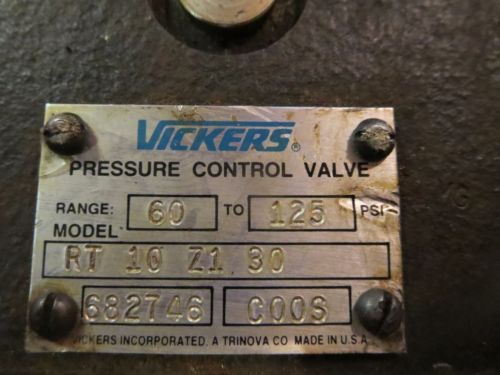 VICKERS®
PRESSURE CONTROL VALVE
RANGE: 60 TO 125 PSI
MODEL
RT 10 Z1 30
682746 C00S
VICKERS INCORPORATED. A TRINOVA CO. MADE IN U.S.A.